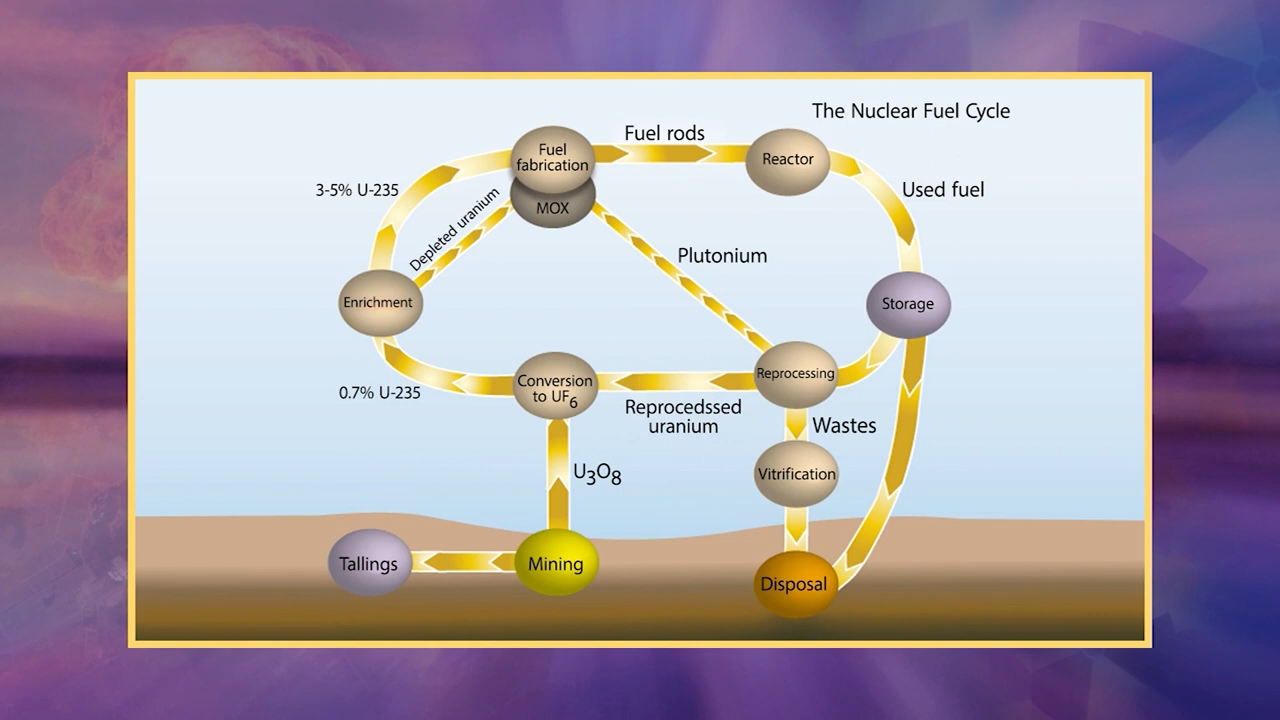 The Nuclear Fuel Cycle
Fuel rods
Fuel
fabrication
MOX
Reactor
3-5% U-235
Depleted uranium
Used fuel
Plutonium
Enrichment
Storage
Conversion
to UF6
Reprocessing
0.7% U-235
Reprocedssed
uranium
Wastes
U3O8
Vitrification
Tallings
Mining
Disposal